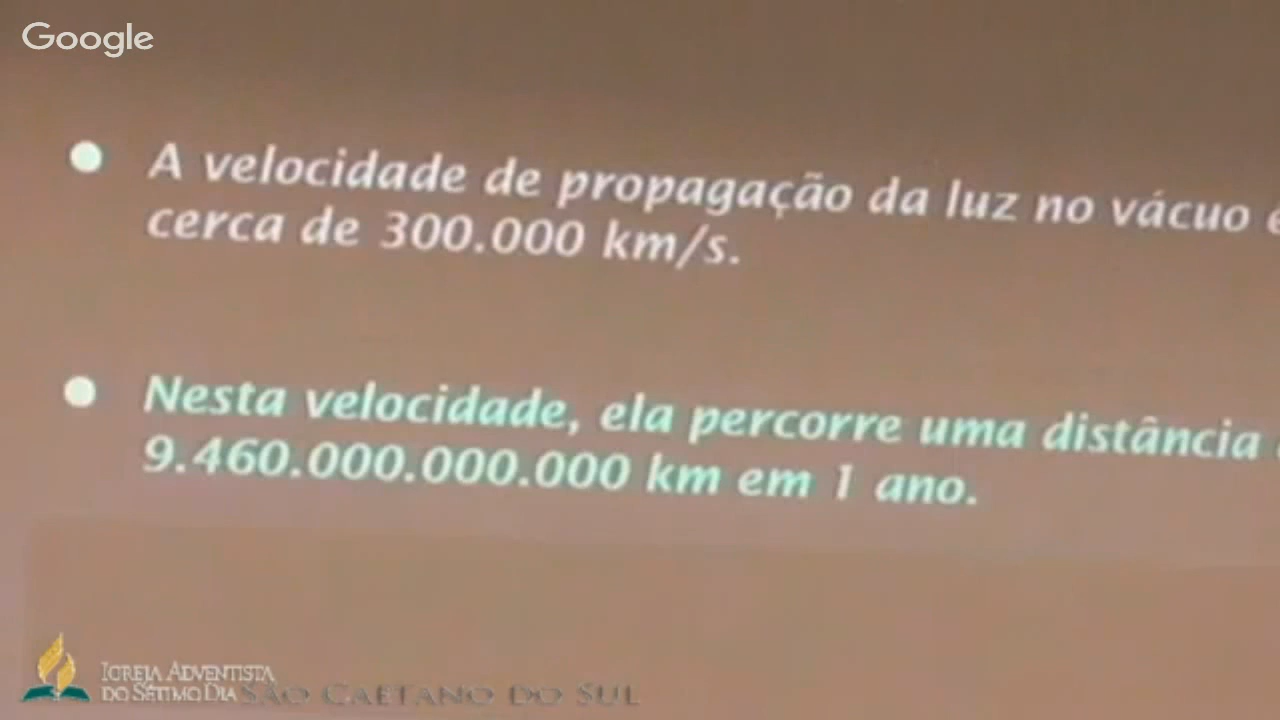 Google
A velocidade de propagação da luz no vácuo
cerca de 300.000 km/s.
Nesta velocidade, ela percorre uma distância
9.460.000.000.000 km em 1 ano.
IGREJA ADVENTISTA
DO SÉTIMO DIA SÃO CAETANO DO SUL